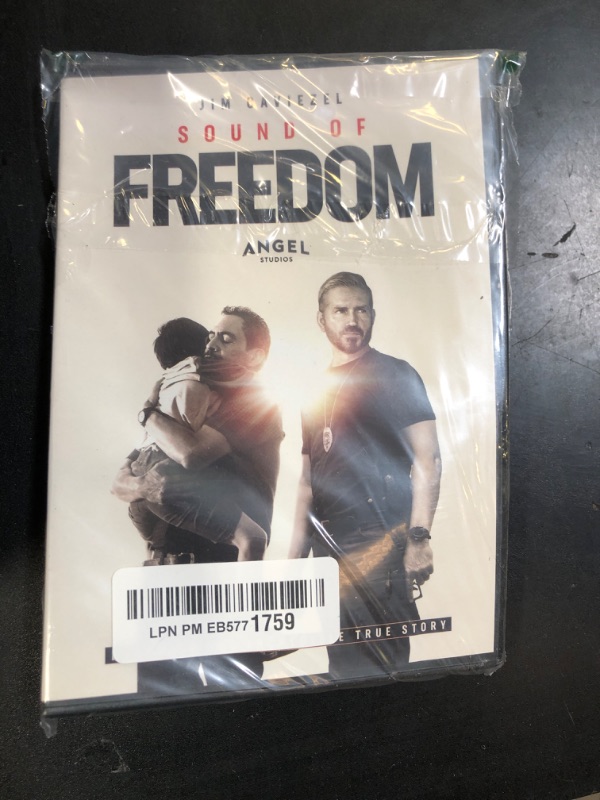 JIM CAVIEZEL
SOUND OF
FREEDOM
ANGEL
STUDIOS
LPN PM EB5771759
TRUE STORY